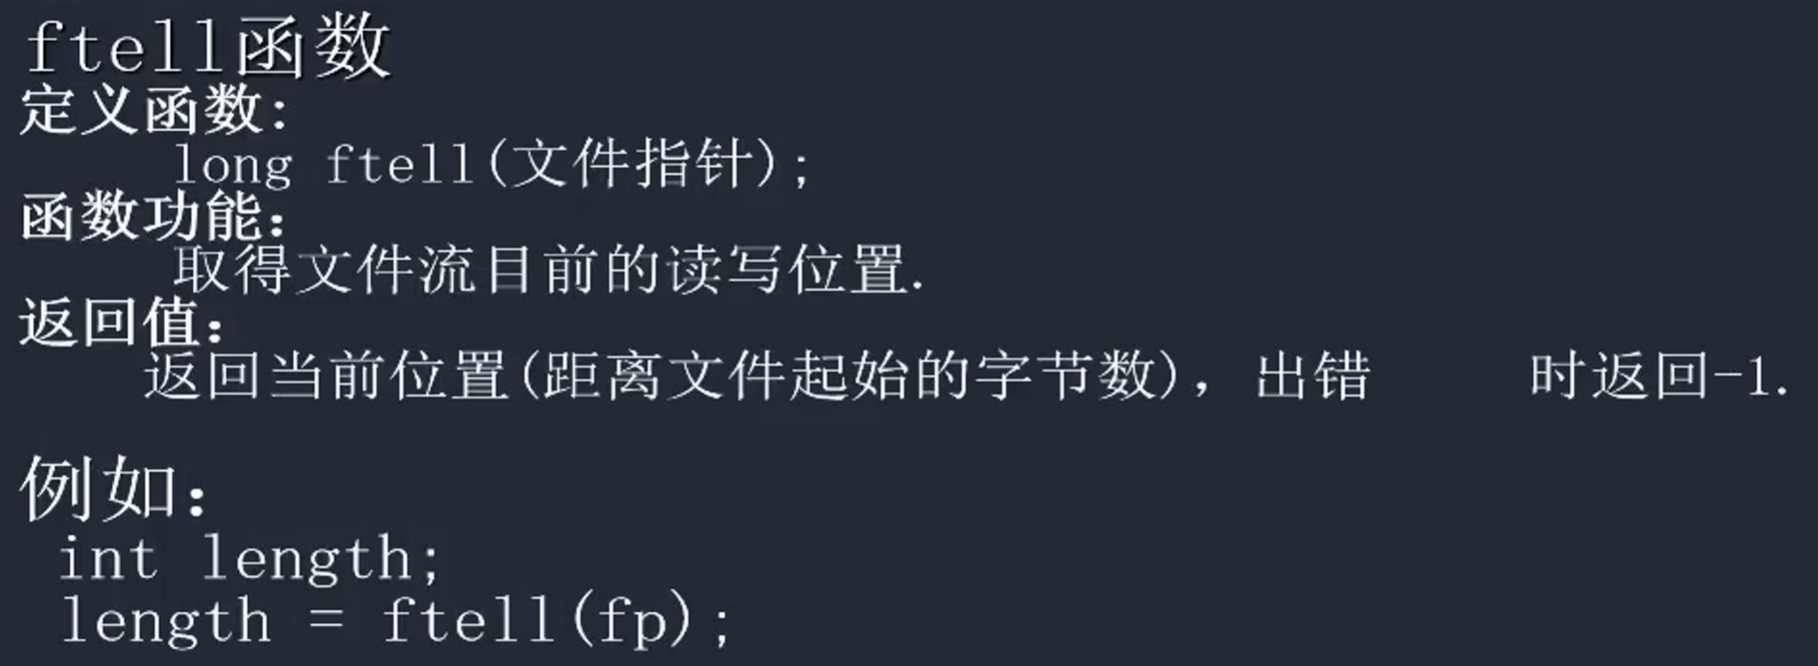 ftell函数
定义函数:
long ftell(文件指针);
函数功能:
取得文件流目前的读写位置.
返回值:
返回当前位置(距离文件起始的字节数)，出错 时返回-1.
例如:
int length;
length = ftell(fp);